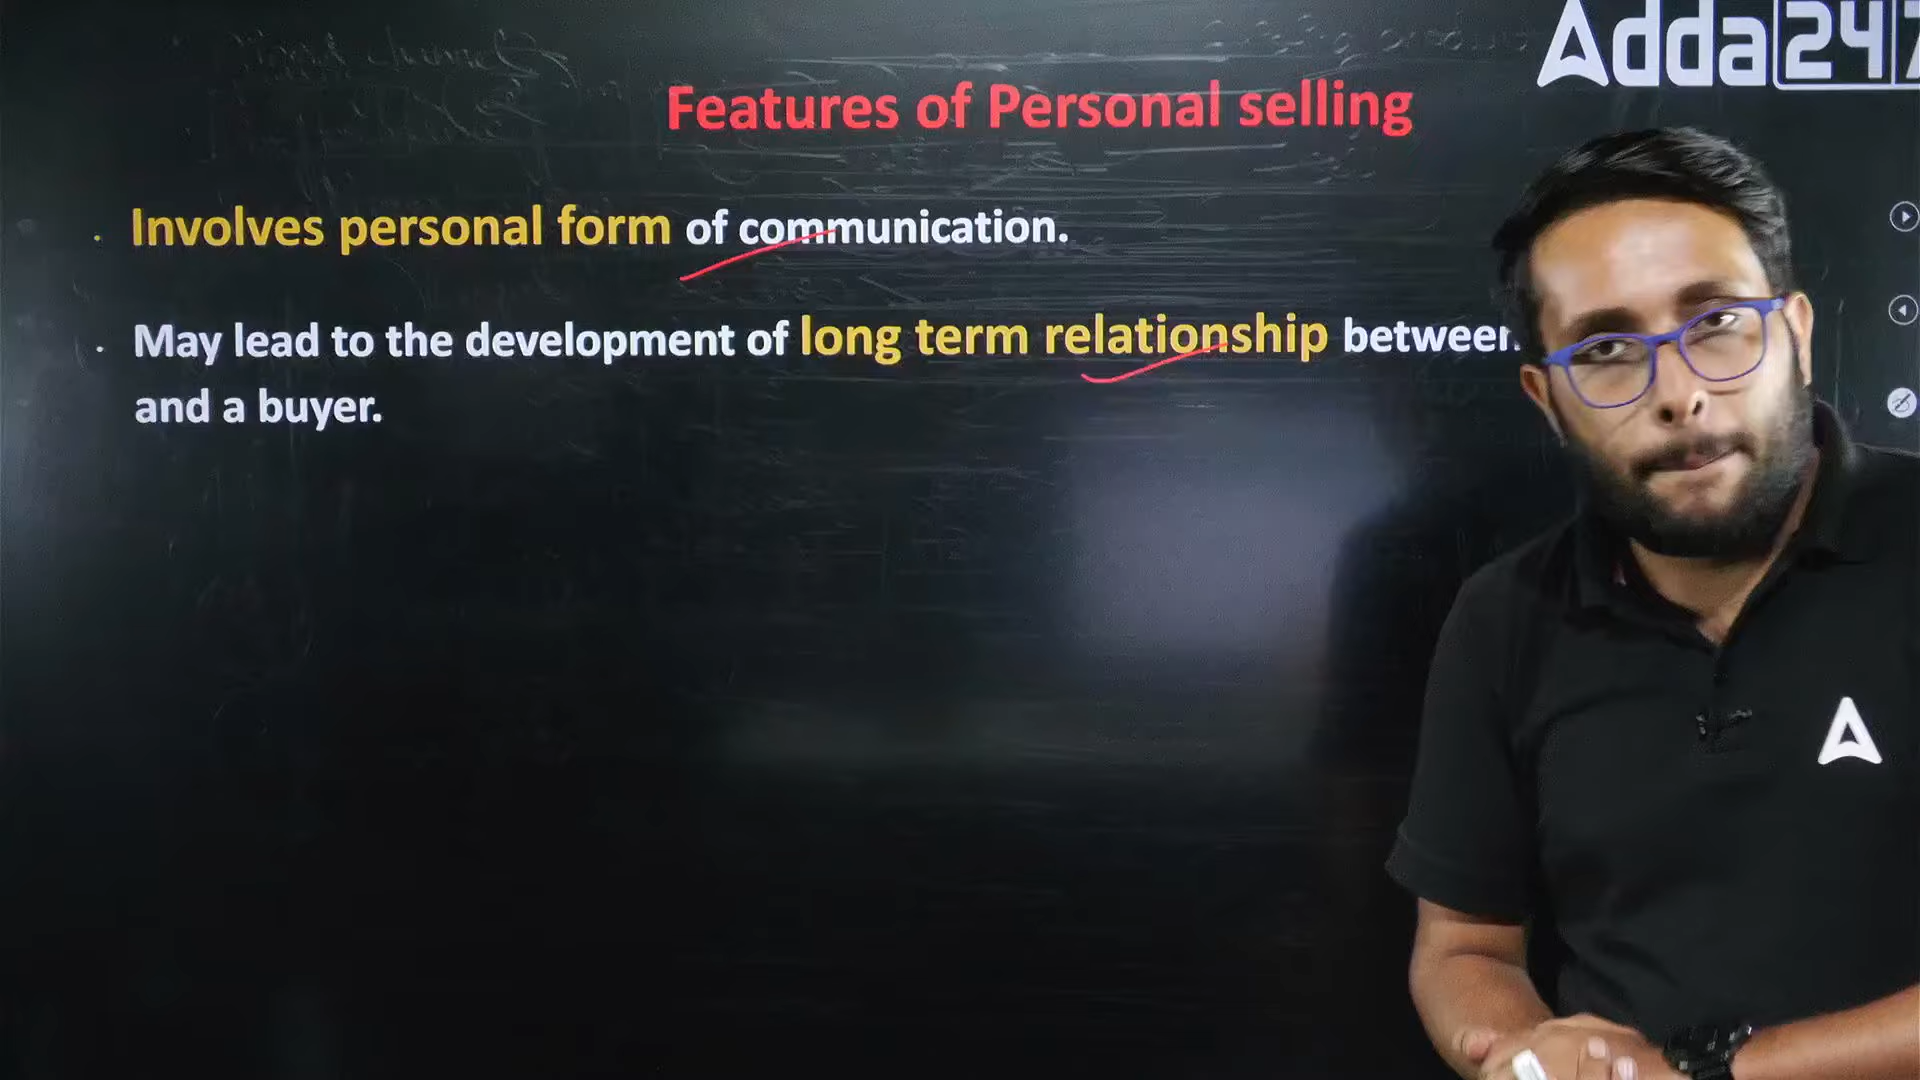 Adda247
Features of Personal selling
Involves personal form of communication.
May lead to the development of long term relationship between
and a buyer.